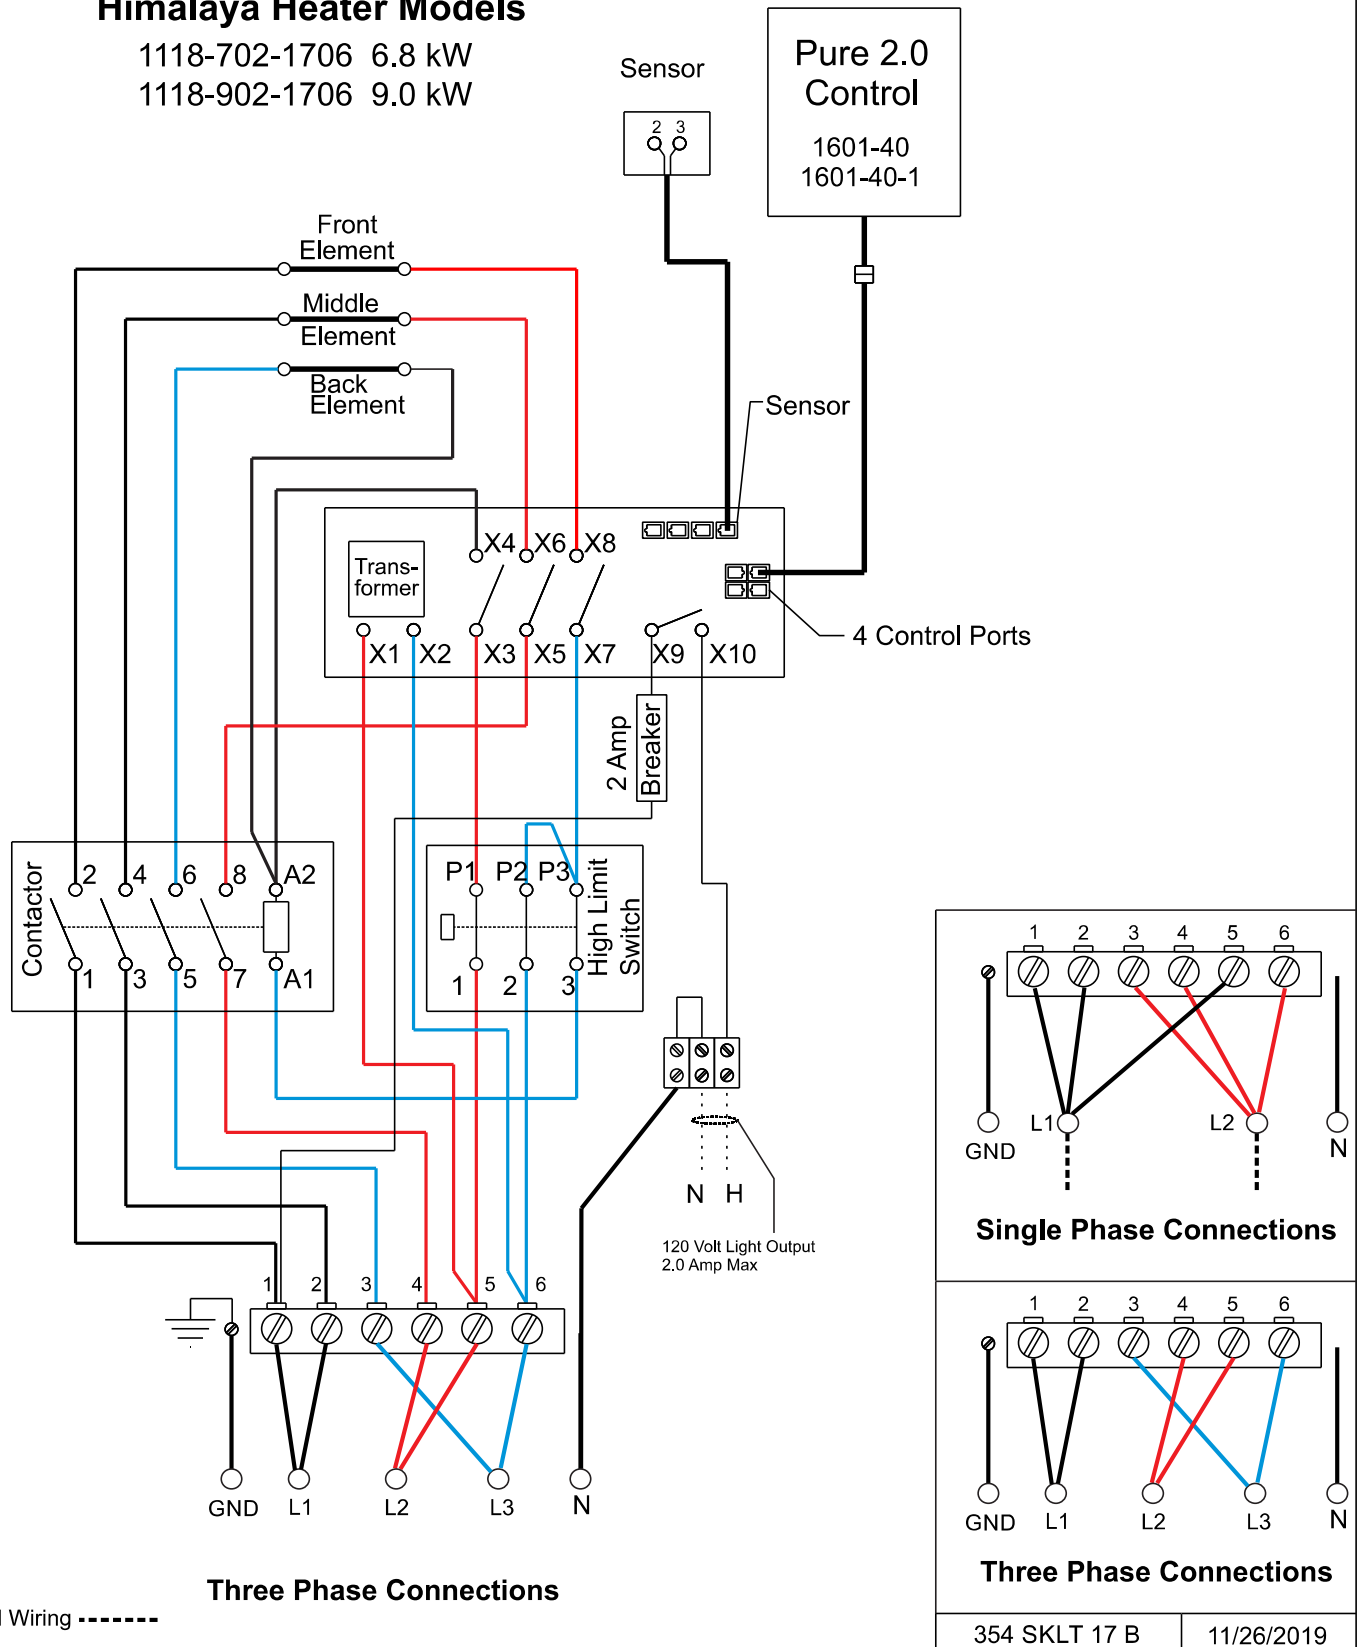 Himalaya Heater Models
1118-702-1706 6.8 kW
1118-902-1706 9.0 kW
Sensor
2 3
Pure 2.0
Control
1601-40
1601-40-1
Front
Element
Middle
Element
Back
Element
Sensor
Trans-
former
X4 X6 X8
X1 X2 X3 X5 X7 X9 X10
4 Control Ports
2 Amp
Breaker
Contactor
2 4 6 8 A2
1 3 5 7 A1
P1 P2 P3
1 2 3
High Limit
Switch
N H
120 Volt Light Output
2.0 Amp Max
1 2 3 4 5 6
GND L1 L2 L3 N
Three Phase Connections
Wiring
1 2 3 4 5 6
L1 L2
GND N
Single Phase Connections
1 2 3 4 5 6
GND L1 L2 L3 N
Three Phase Connections
354 SKLT 17 B 11/26/2019